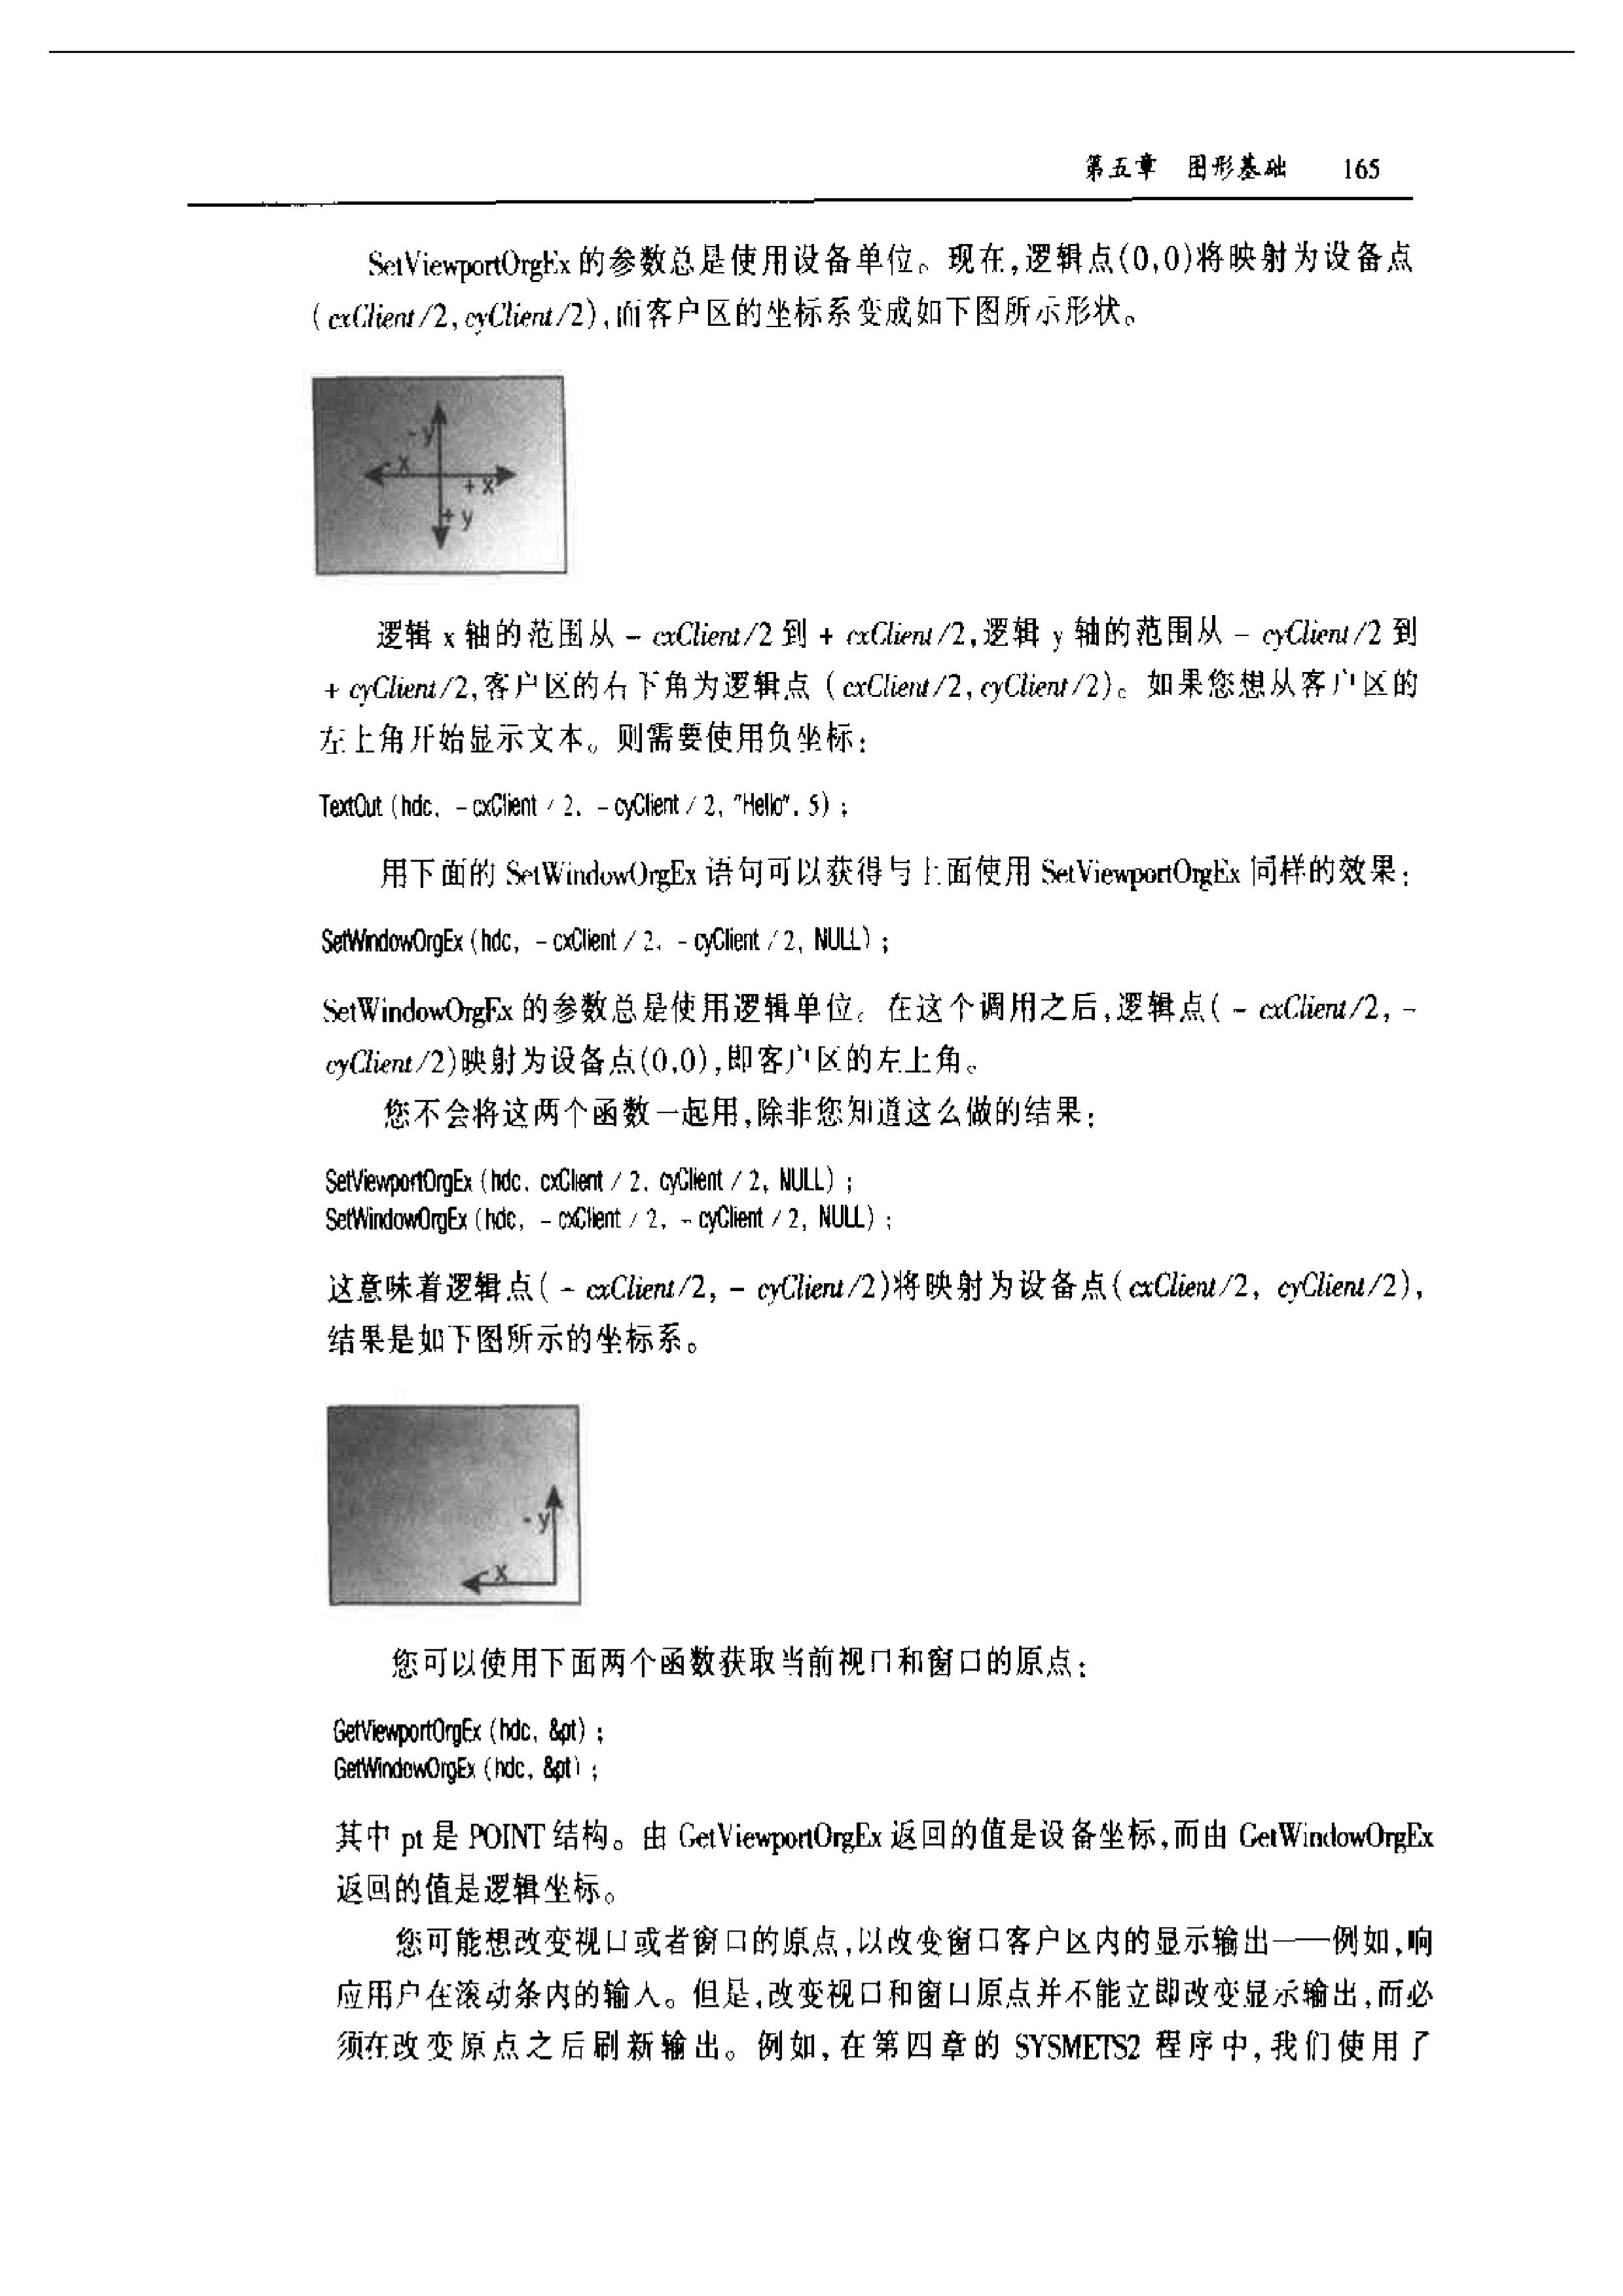 第五章 图形基础 165
SetViewportOrgEx 的参数总是使用设备单位。现在,逻辑点(0,0)将映射为设备点
(cxClient/2,cyClient/2),而客户区的坐标系变成如下图所示形状。
- y
- x
+ x
+ y
逻辑 x 轴的范围从 - cxClient/2 到 + cxClient/2,逻辑 y 轴的范围从 - cyClient/2 到
+ cyClient/2,客户区的右下角为逻辑点 (cxClient/2,cyClient/2)。如果您想从客户区的
左上角开始显示文本。则需要使用负坐标:
TextOut (hdc, - cxClient / 2, - cyClient / 2, "Hello", 5) ;
用下面的 SetWindowOrgEx 语句可以获得与上面使用 SetViewportOrgEx 同样的效果:
SetWindowOrgEx (hdc, - cxClient / 2, - cyClient / 2, NULL) ;
SetWindowOrgEx 的参数总是使用逻辑单位。在这个调用之后,逻辑点( - cxClient/2, -
cyClient/2)映射为设备点(0,0),即客户区的左上角。
您不会将这两个函数一起用,除非您知道这么做的结果:
SetViewportOrgEx (hdc, cxClient / 2, cyClient / 2, NULL) ;
SetWindowOrgEx (hdc, - cxClient / 2, - cyClient / 2, NULL) ;
这意味着逻辑点( - cxClient/2, - cyClient/2)将映射为设备点(cxClient/2, cyClient/2),
结果是如下图所示的坐标系。
- y
- x
您可以使用下面两个函数获取当前视口和窗口的原点:
GetViewportOrgEx (hdc, &pt) ;
GetWindowOrgEx (hdc, &pt) ;
其中 pt 是 POINT 结构。由 GetViewportOrgEx 返回的值是设备坐标,而由 GetWindowOrgEx
返回的值是逻辑坐标。
您可能想改变视口或者窗口的原点,以改变窗口客户区内的显示输出——例如,响
应用户在滚动条内的输入。但是,改变视口和窗口原点并不能立即改变显示输出,而必
须在改变原点之后刷新输出。例如,在第四章的 SYSMETS2 程序中,我们使用了